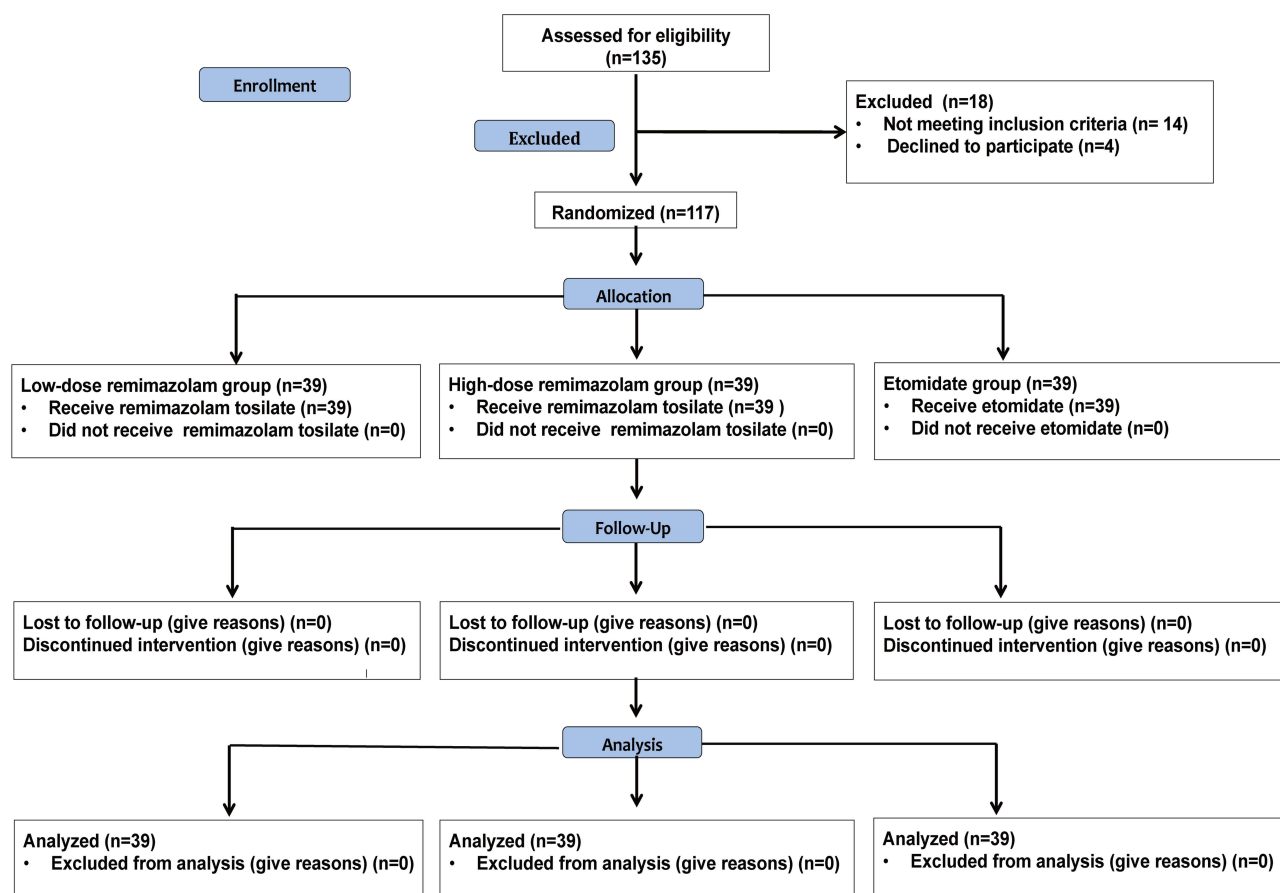 Assessed for eligibility
(n=135)
Enrollment
Excluded (n=18)
• Not meeting inclusion criteria (n= 14)
• Declined to participate (n=4)
Excluded
Randomized (n=117)
Allocation
Low-dose remimazolam group (n=39)
• Receive remimazolam tosilate (n=39)
• Did not receive remimazolam tosilate (n=0)
High-dose remimazolam group (n=39)
• Receive remimazolam tosilate (n=39 )
• Did not receive remimazolam tosilate (n=0)
Etomidate group (n=39)
• Receive etomidate (n=39)
• Did not receive etomidate (n=0)
Follow-Up
Lost to follow-up (give reasons) (n=0)
Discontinued intervention (give reasons) (n=0)
Lost to follow-up (give reasons) (n=0)
Discontinued intervention (give reasons) (n=0)
Lost to follow-up (give reasons) (n=0)
Discontinued intervention (give reasons) (n=0)
Analysis
Analyzed (n=39)
• Excluded from analysis (give reasons) (n=0)
Analyzed (n=39)
• Excluded from analysis (give reasons) (n=0)
Analyzed (n=39)
• Excluded from analysis (give reasons) (n=0)